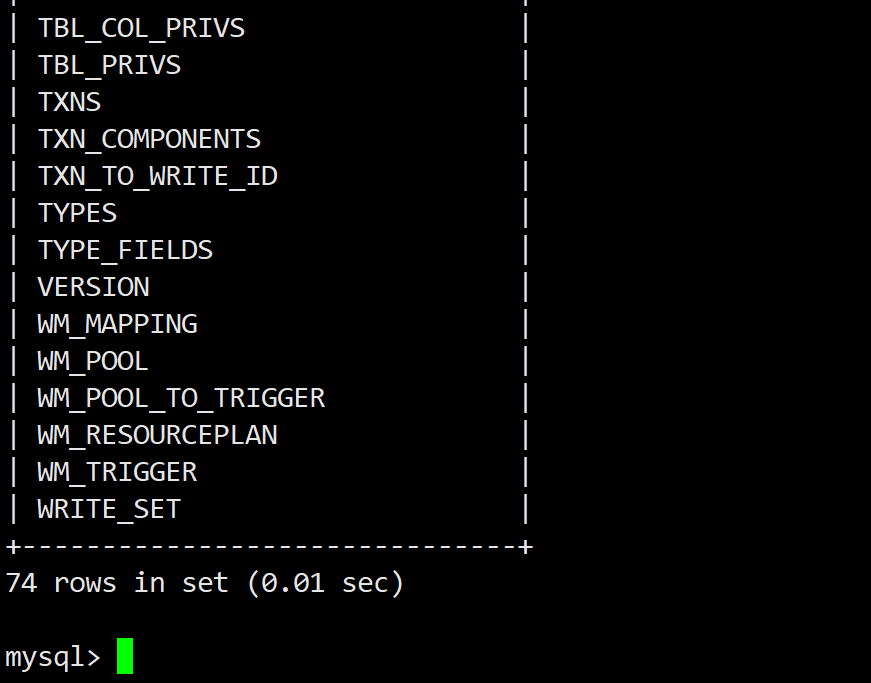 | TBL_COL_PRIVS |
| TBL_PRIVS |
| TXNS |
| TXN_COMPONENTS |
| TXN_TO_WRITE_ID |
| TYPES |
| TYPE_FIELDS |
| VERSION |
| WM_MAPPING |
| WM_POOL |
| WM_POOL_TO_TRIGGER |
| WM_RESOURCEPLAN |
| WM_TRIGGER |
| WRITE_SET |
+-------------------------------+
74 rows in set (0.01 sec)
mysql>